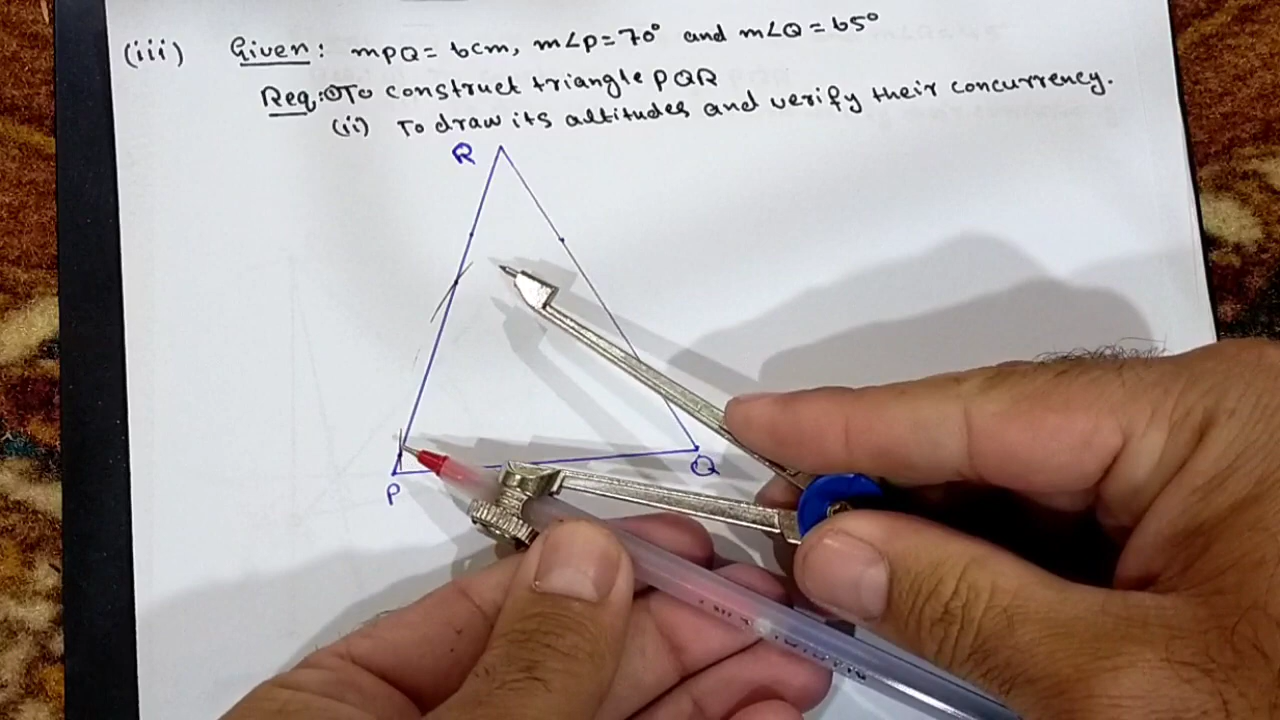 (iii) Given: mPQ = 6cm, m∠P=70° and m∠Q = 65°
Req:(i) To construct triangle PQR
(ii) To draw its altitudes and verify their concurrency.
R
Q
P